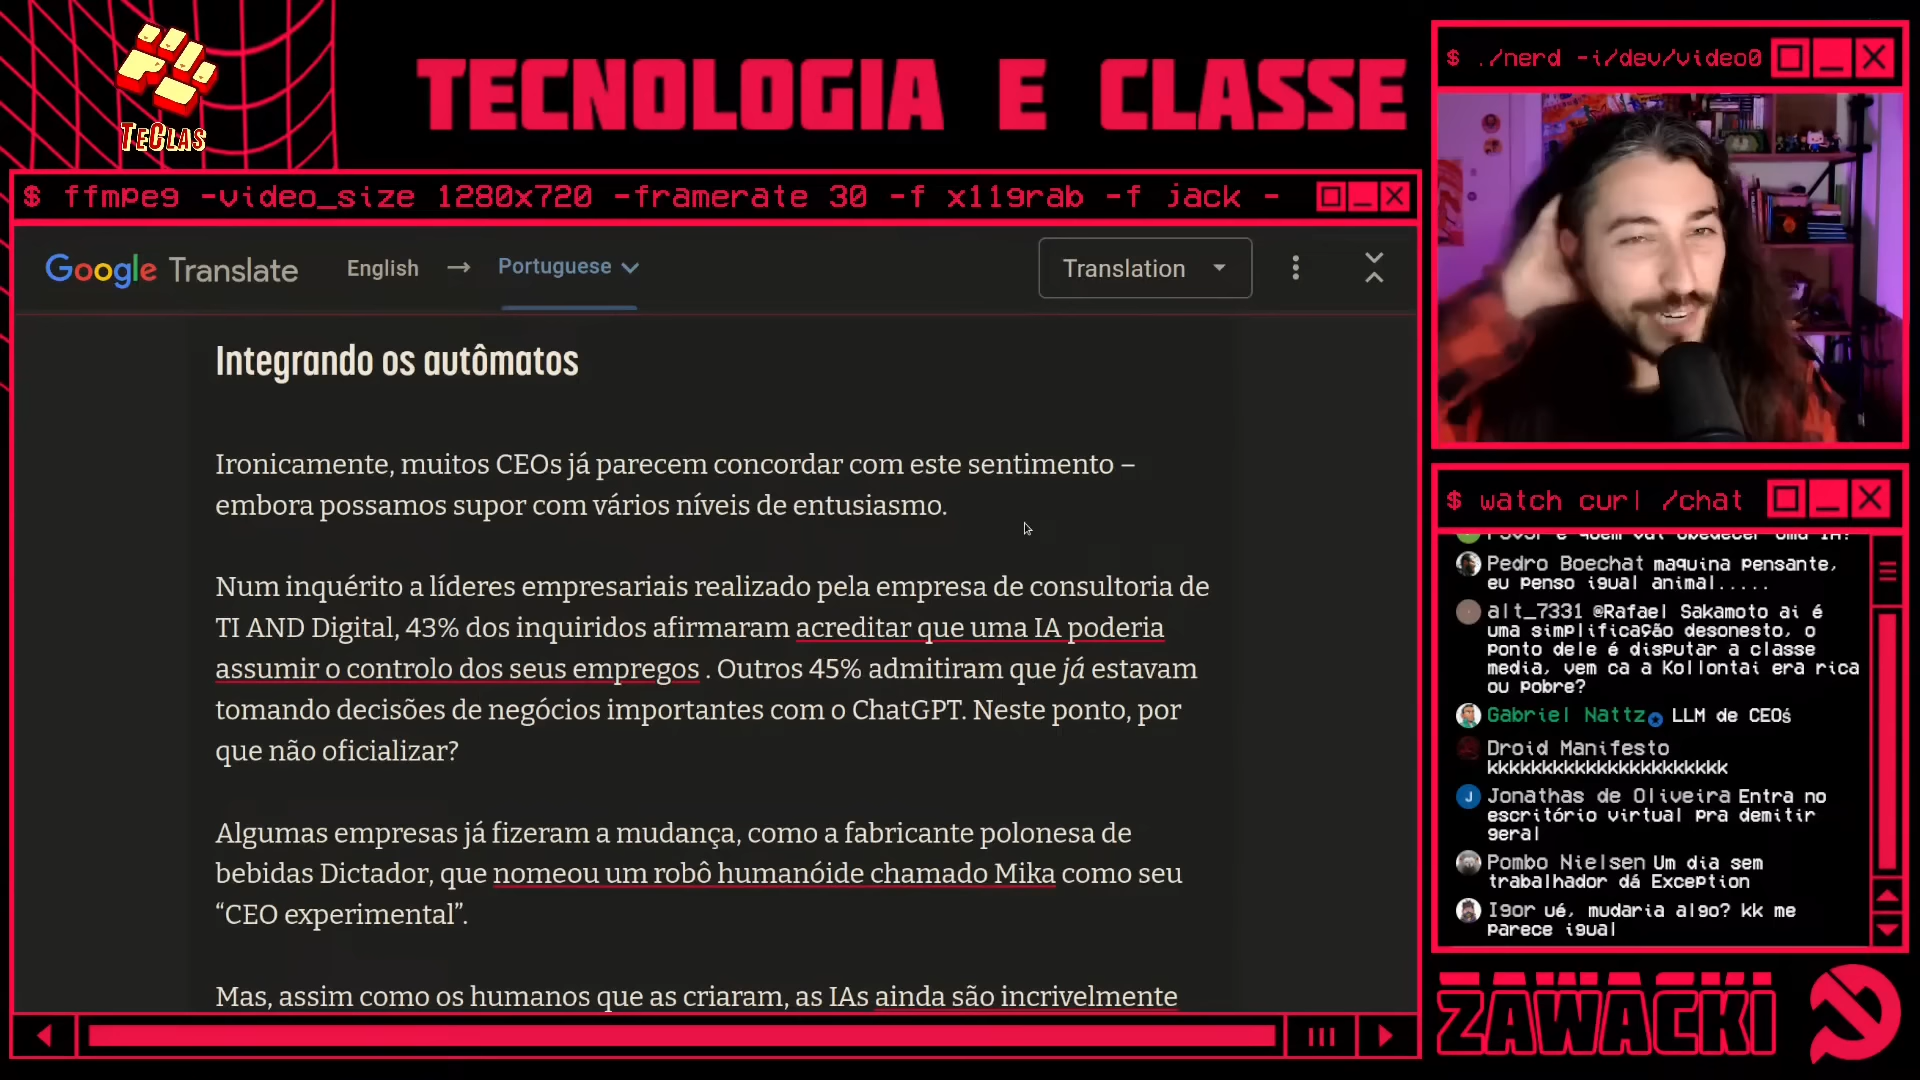 TECLAS
TECNOLOGIA E CLASSE
$ ./nerd -i/dev/video0
$ ffmpeg -video_size 1280x720 -framerate 30 -f x11grab -f jack -
Google Translate English → Portuguese Translation
Integrando os autômatos
Ironicamente, muitos CEOs já parecem concordar com este sentimento –
embora possamos supor com vários níveis de entusiasmo.
Num inquérito a líderes empresariais realizado pela empresa de consultoria de
TI AND Digital, 43% dos inquiridos afirmaram acreditar que uma IA poderia
assumir o controlo dos seus empregos . Outros 45% admitiram que já estavam
tomando decisões de negócios importantes com o ChatGPT. Neste ponto, por
que não oficializar?
Algumas empresas já fizeram a mudança, como a fabricante polonesa de
bebidas Dictador, que nomeou um robô humanóide chamado Mika como seu
“CEO experimental”.
Mas, assim como os humanos que as criaram, as IAs ainda são incrivelmente
$ watch curl /chat
e quem vai obedecer uma IA?
Pedro Boechat maquina pensante,
eu penso igual animal.....
alt_7331 @Rafael Sakamoto ai é
uma simplificação desonesto, o
ponto dele é disputar a classe
media, vem ca a Kollontai era rica
ou pobre?
Gabriel Nattz LLM de CEOś
Droid Manifesto
kkkkkkkkkkkkkkkkkkkkkk
J Jonathas de Oliveira Entra no
escritório virtual pra demitir
geral
Pombo Nielsen Um dia sem
trabalhador dá Exception
Igor ué, mudaria algo? kk me
parece igual
ZAWACKI